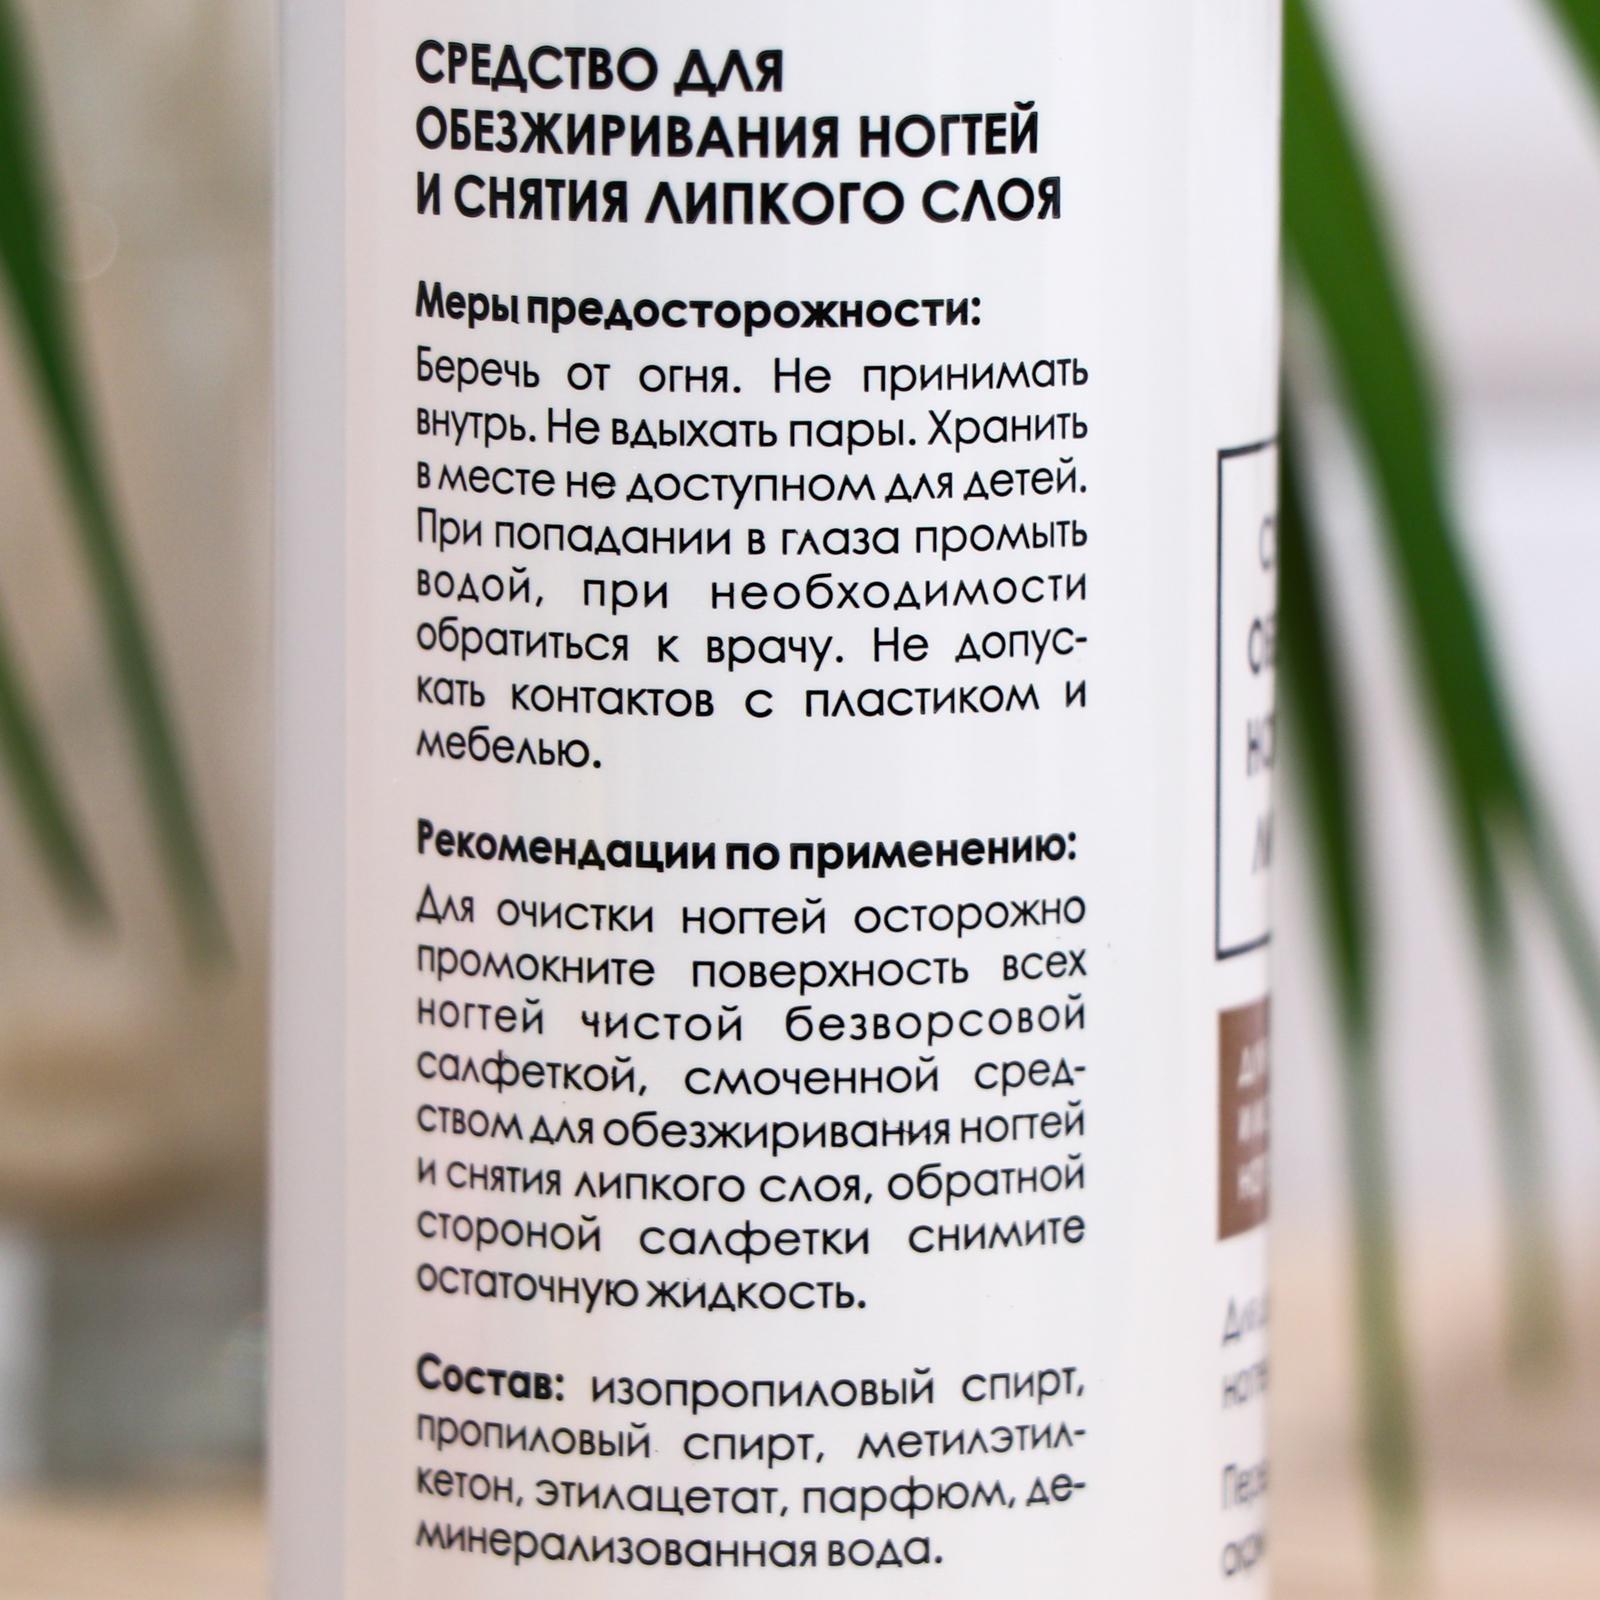 СРЕДСТВО ДЛЯ
ОБЕЗЖИРИВАНИЯ НОГТЕЙ
И СНЯТИЯ ЛИПКОГО СЛОЯ
Меры предосторожности:
Беречь от огня. Не принимать
внутрь. Не вдыхать пары. Хранить
в месте не доступном для детей.
При попадании в глаза промыть
водой, при необходимости
обратиться к врачу. Не допус-
кать контактов с пластиком и
мебелью.
Рекомендации по применению:
Для очистки ногтей осторожно
промокните поверхность всех
ногтей чистой безворсовой
салфеткой, смоченной сред-
ством для обезжиривания ногтей
и снятия липкого слоя, обратной
стороной салфетки снимите
остаточную жидкость.
Состав: изопропиловый спирт,
пропиловый спирт, метилэтил-
кетон, этилацетат, парфюм, де-
минерализованная вода.